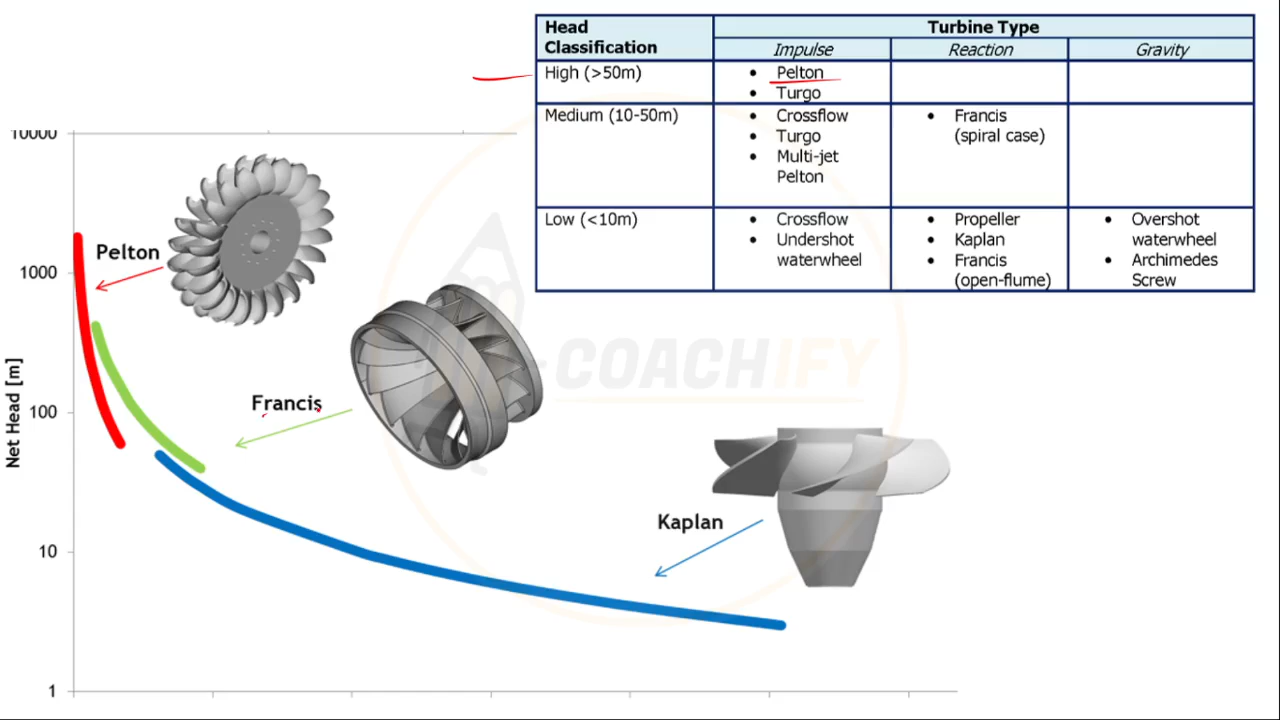 Head
Classification
Turbine Type
Impulse
Reaction
Gravity
High (>50m)
• Pelton
• Turgo
Medium (10-50m)
• Crossflow
• Turgo
• Multi-jet
Pelton
• Francis
(spiral case)
Low (<10m)
• Crossflow
• Undershot
waterwheel
• Propeller
• Kaplan
• Francis
(open-flume)
• Overshot
waterwheel
• Archimedes
Screw
10000
1000
100
10
1
Net Head [m]
Pelton
Francis
Kaplan
COACHIFY